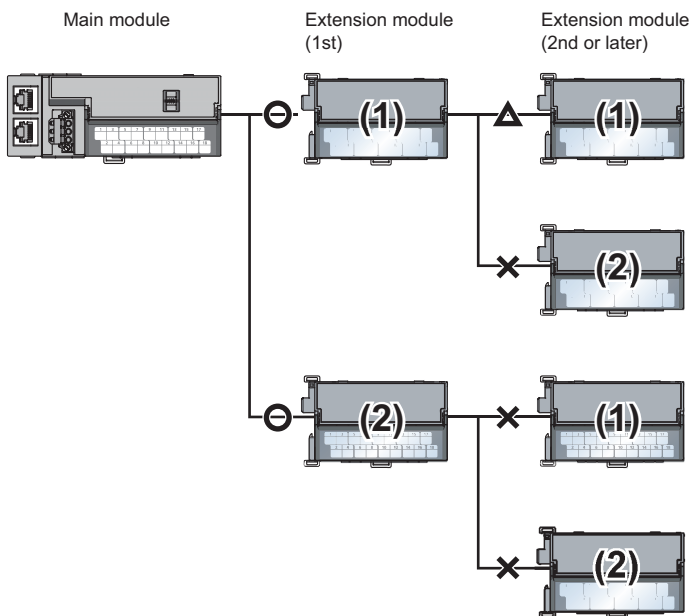 Main module
Extension module
(1st)
Extension module
(2nd or later)
(1)
(1)
(2)
(2)
(1)
(2)